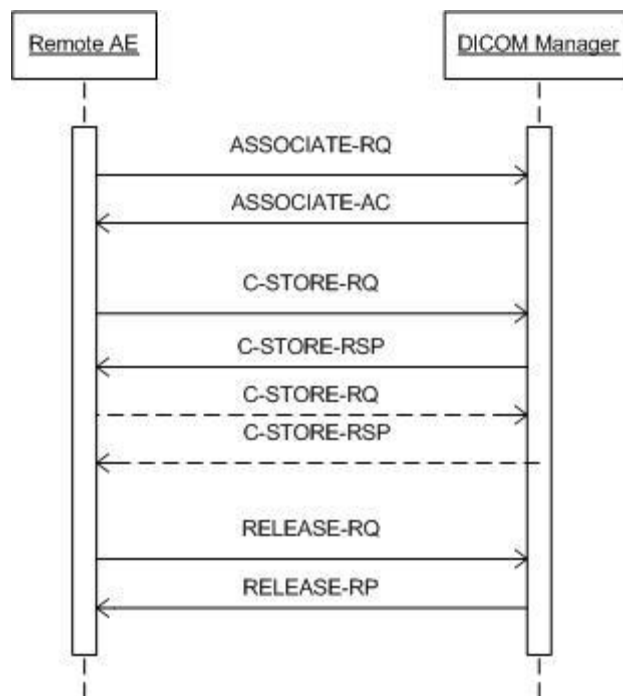 Remote AE
DICOM Manager
ASSOCIATE-RQ
ASSOCIATE-AC
C-STORE-RQ
C-STORE-RSP
C-STORE-RQ
C-STORE-RSP
RELEASE-RQ
RELEASE-RP